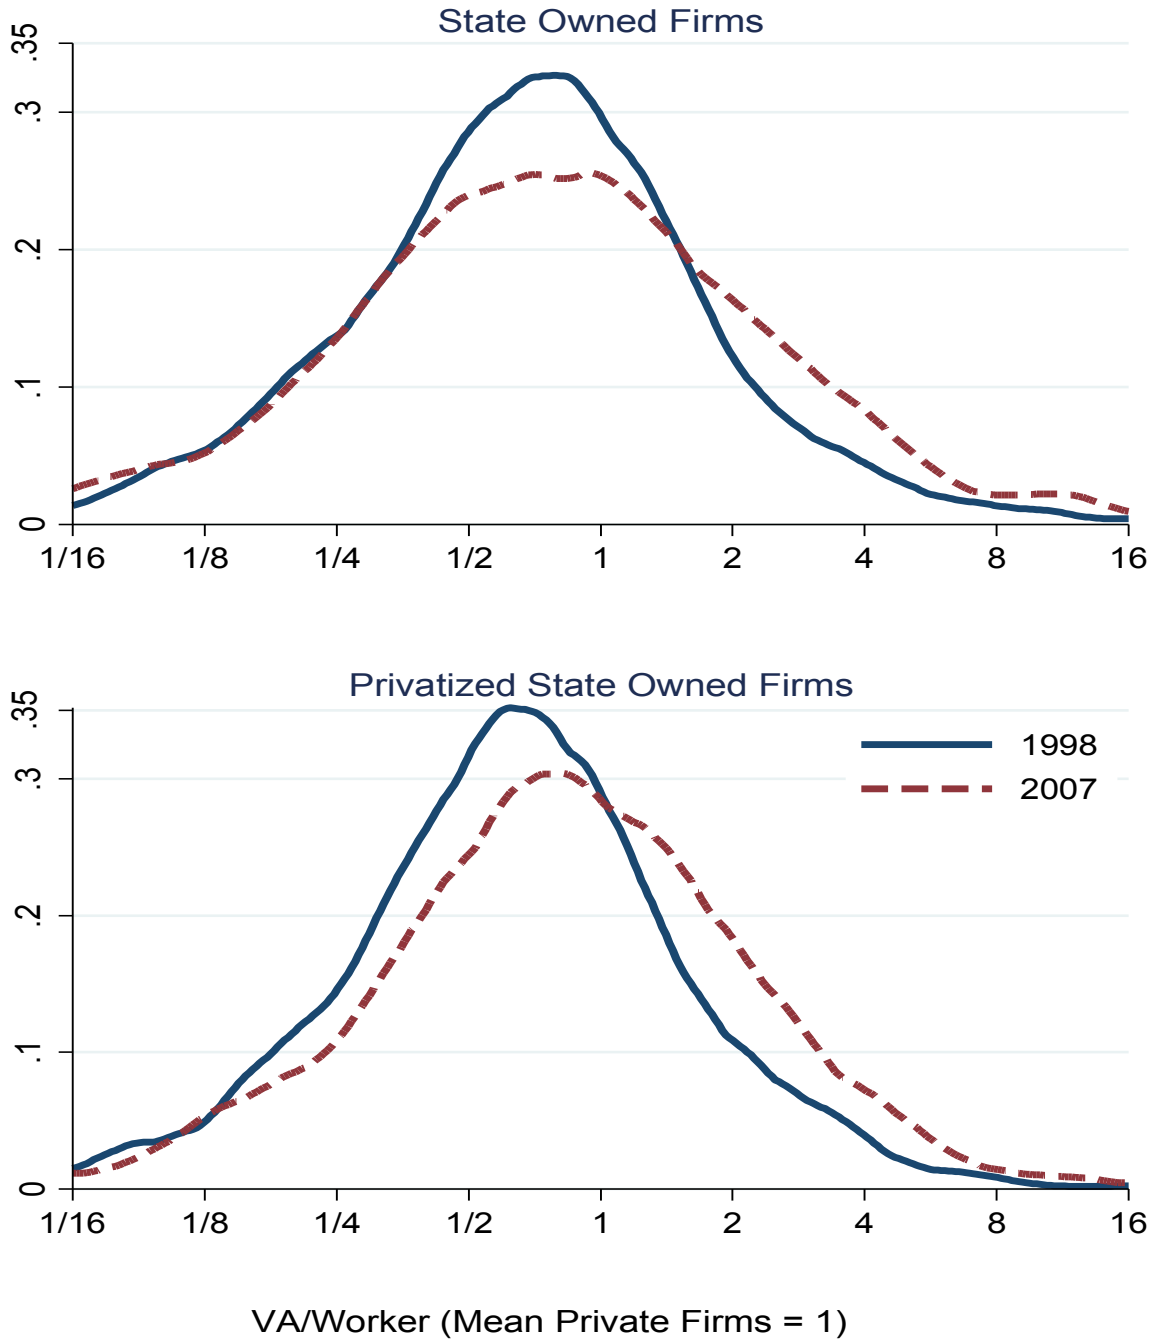 State Owned Firms
.35
.3
.2
.1
0
1/16 1/8 1/4 1/2 1 2 4 8 16
Privatized State Owned Firms
.35
.3
.2
.1
0
1998
2007
1/16 1/8 1/4 1/2 1 2 4 8 16
VA/Worker (Mean Private Firms = 1)